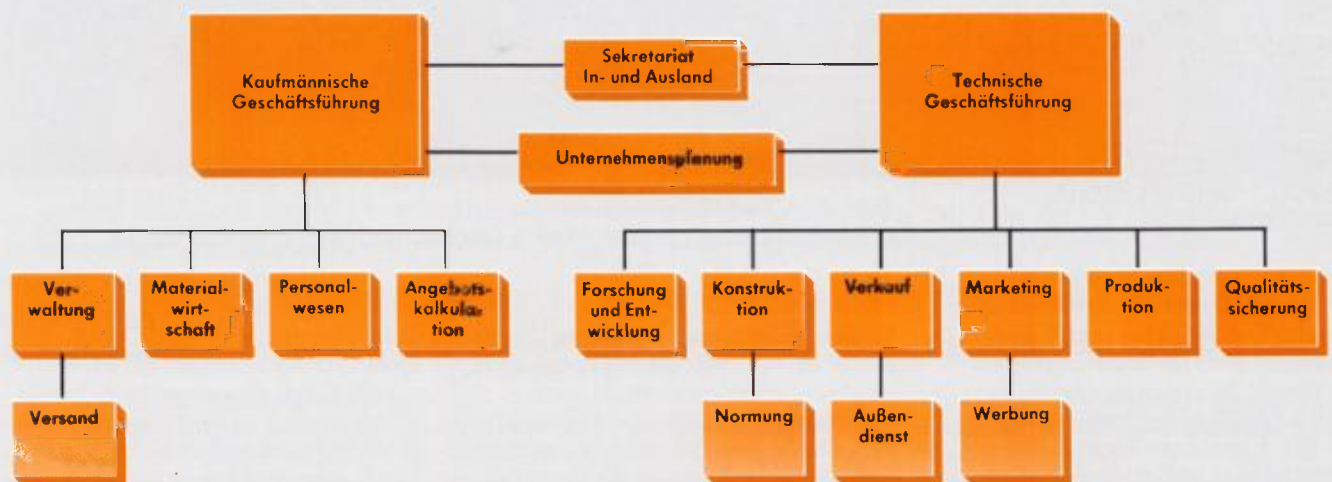 Kaufmännische
Geschäftsführung
Sekretariat
In- und Ausland
Technische
Geschäftsführung
Unternehmensplanung
Ver-
waltung
Material-
wirt-
schaft
Personal-
wesen
Angebots-
kalkula-
tion
Forschung
und Ent-
wicklung
Konstruk-
tion
Verkauf
Marketing
Produk-
tion
Qualitäts-
sicherung
Versand
Normung
Außen-
dienst
Werbung